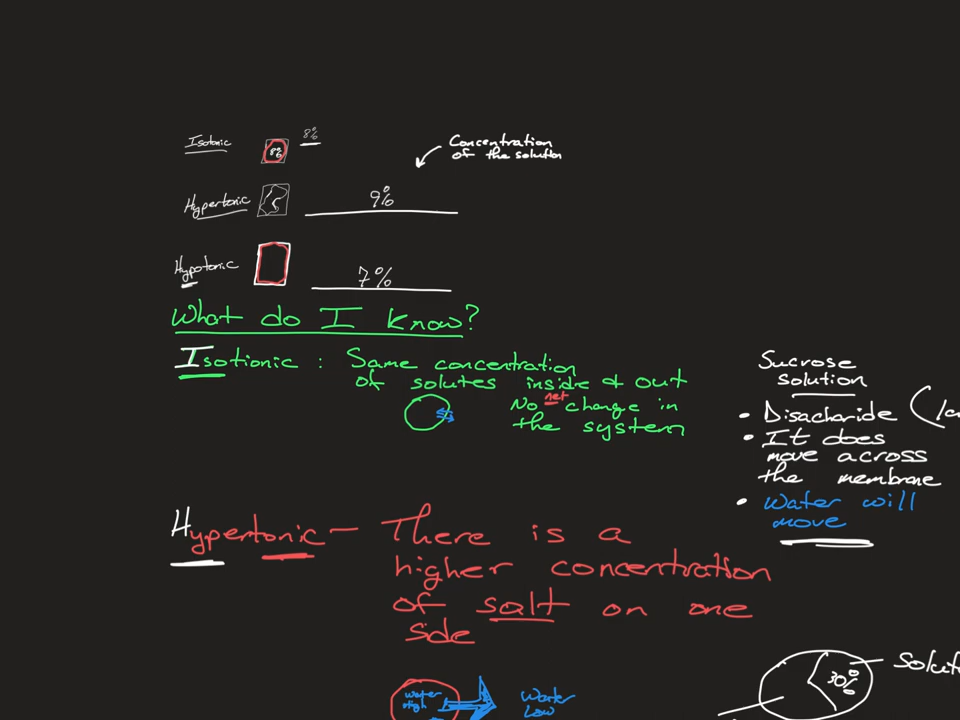 Isotonic
8%
8%
Concentration
of the solution
Hypertonic
9%
Hypotonic
7%
What do I know?
Isotionic : Same concentration
of solutes inside & out
No net change in
the system
Sucrose
solution
• Disacharide (
• It does
move across
the membrane
• Water will
move
Hypertonic – There is a
higher concentration
of salt on one
side
water
High
Water
Low
30%
Solut